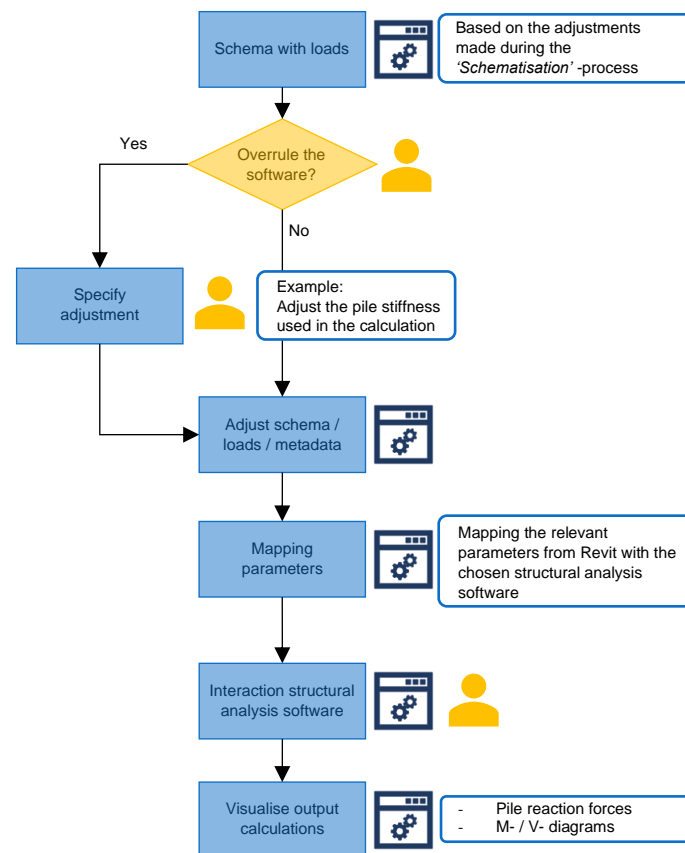 Schema with loads
Based on the adjustments
made during the
‘Schematisation’ -process
Yes
Overrule the
software?
No
Specify
adjustment
Example:
Adjust the pile stiffness
used in the calculation
Adjust schema /
loads / metadata
Mapping
parameters
Mapping the relevant
parameters from Revit with the
chosen structural analysis
software
Interaction structural
analysis software
Visualise output
calculations
- Pile reaction forces
- M- / V- diagrams